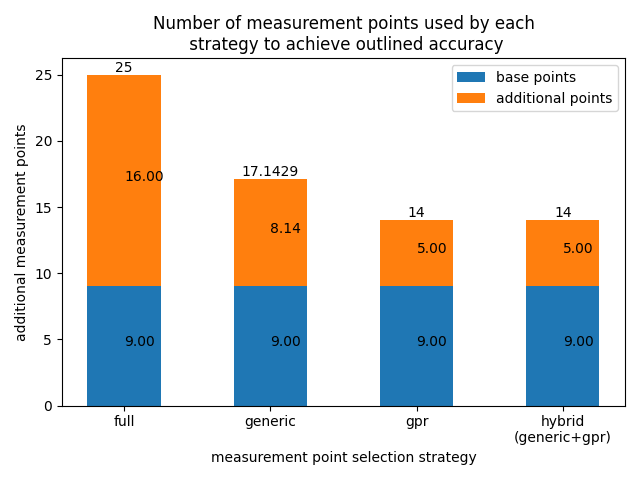 Number of measurement points used by each
strategy to achieve outlined accuracy
additional measurement points
25
20
15
10
5
0
base points
additional points
25
17.1429
14
14
16.00
8.14
5.00
5.00
9.00
9.00
9.00
9.00
full
generic
gpr
hybrid
(generic+gpr)
measurement point selection strategy